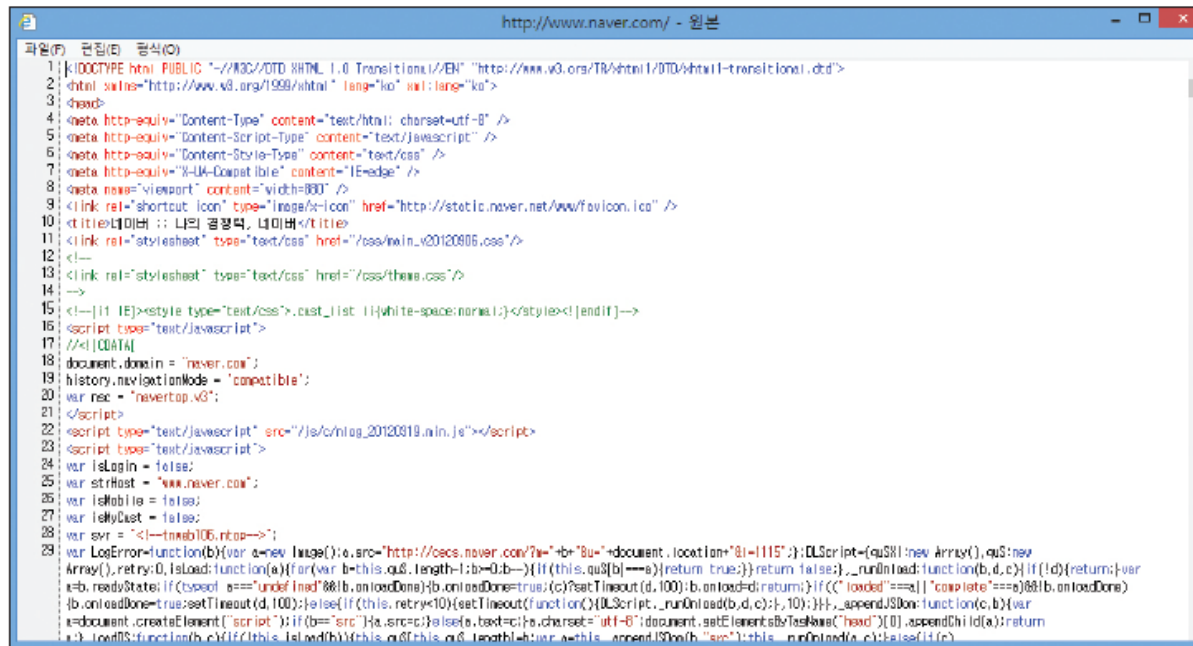 http://www.naver.com/ - 원본
파일(F) 편집(E) 형식(O)
1 <!DOCTYPE html PUBLIC "-//W3C//DTD XHTML 1.0 Transitional//EN" "http://www.w3.org/TR/xhtml1/DTD/xhtml1-transitional.dtd">
2 <html xmlns="http://www.w3.org/1999/xhtml" lang="ko" xml:lang="ko">
3 <head>
4 <meta http-equiv="Content-Type" content="text/html; charset=utf-8" />
5 <meta http-equiv="Content-Script-Type" content="text/javascript" />
6 <meta http-equiv="Content-Style-Type" content="text/css" />
7 <meta http-equiv="X-UA-Compatible" content="IE=edge" />
8 <meta name="viewport" content="width=880" />
9 <link rel="shortcut icon" type="image/x-icon" href="http://static.naver.net/www/favicon.ico" />
10 <title>네이버 :: 나의 경쟁력, 네이버</title>
11 <link rel="stylesheet" type="text/css" href="/css/main_v20120906.css"/>
12 <!--
13 <link rel="stylesheet" type="text/css" href="/css/theme.css"/>
14 -->
15 <!--[if IE]><style type="text/css">.cast_list li{white-space:normal;}</style><![endif]-->
16 <script type="text/javascript">
17 //<![CDATA[
18 document.domain = "naver.com";
19 history.navigationMode = 'compatible';
20 var nsc = "navertop.v3";
21 </script>
22 <script type="text/javascript" src="/js/c/nlog_20120919.min.js"></script>
23 <script type="text/javascript">
24 var isLogin = false;
25 var strHost = "www.naver.com";
26 var isMobile = false;
27 var isMyCast = false;
28 var svr = "<!--tnweb105.ntop-->";
29 var LogError=function(b){var a=new Image();a.src="http://cecs.naver.com/?m="+b+"&u="+document.location+"&l=1115";};DLScript={quSXl:new Array(),quS:new
Array(),retry:0,isLoad:function(a){for(var b=this.quS.length-1;b>=0;b--){if(this.quS[b]===a){return true;}}return false;},_runOnload:function(b,d,c){if(!d){return;}var
a=b.readyState;if(typeof a==="undefined"&&!b.onloadDone){b.onloadDone=true;(c)?setTimeout(d,100):b.onload=d;return;}if(("loaded"===a||"complete"===a)&&!b.onloadDone)
{b.onloadDone=true;setTimeout(d,100);}else{if(this.retry<10){setTimeout(function(){DLScript._runOnload(b,d,c);},10);}}},_appendJSDon:function(c,b){var
a=document.createElement("script");if(b=="src"){a.src=c;}else{a.text=c;}a.charset="utf-8";document.getElementsByTagName("head")[0].appendChild(a);return